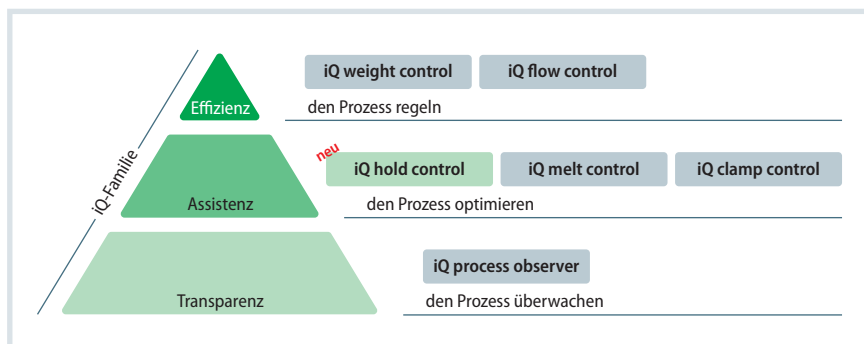 iQ-Familie
Effizienz
iQ weight control
iQ flow control
den Prozess regeln
Assistenz
neu
iQ hold control
iQ melt control
iQ clamp control
den Prozess optimieren
Transparenz
iQ process observer
den Prozess überwachen